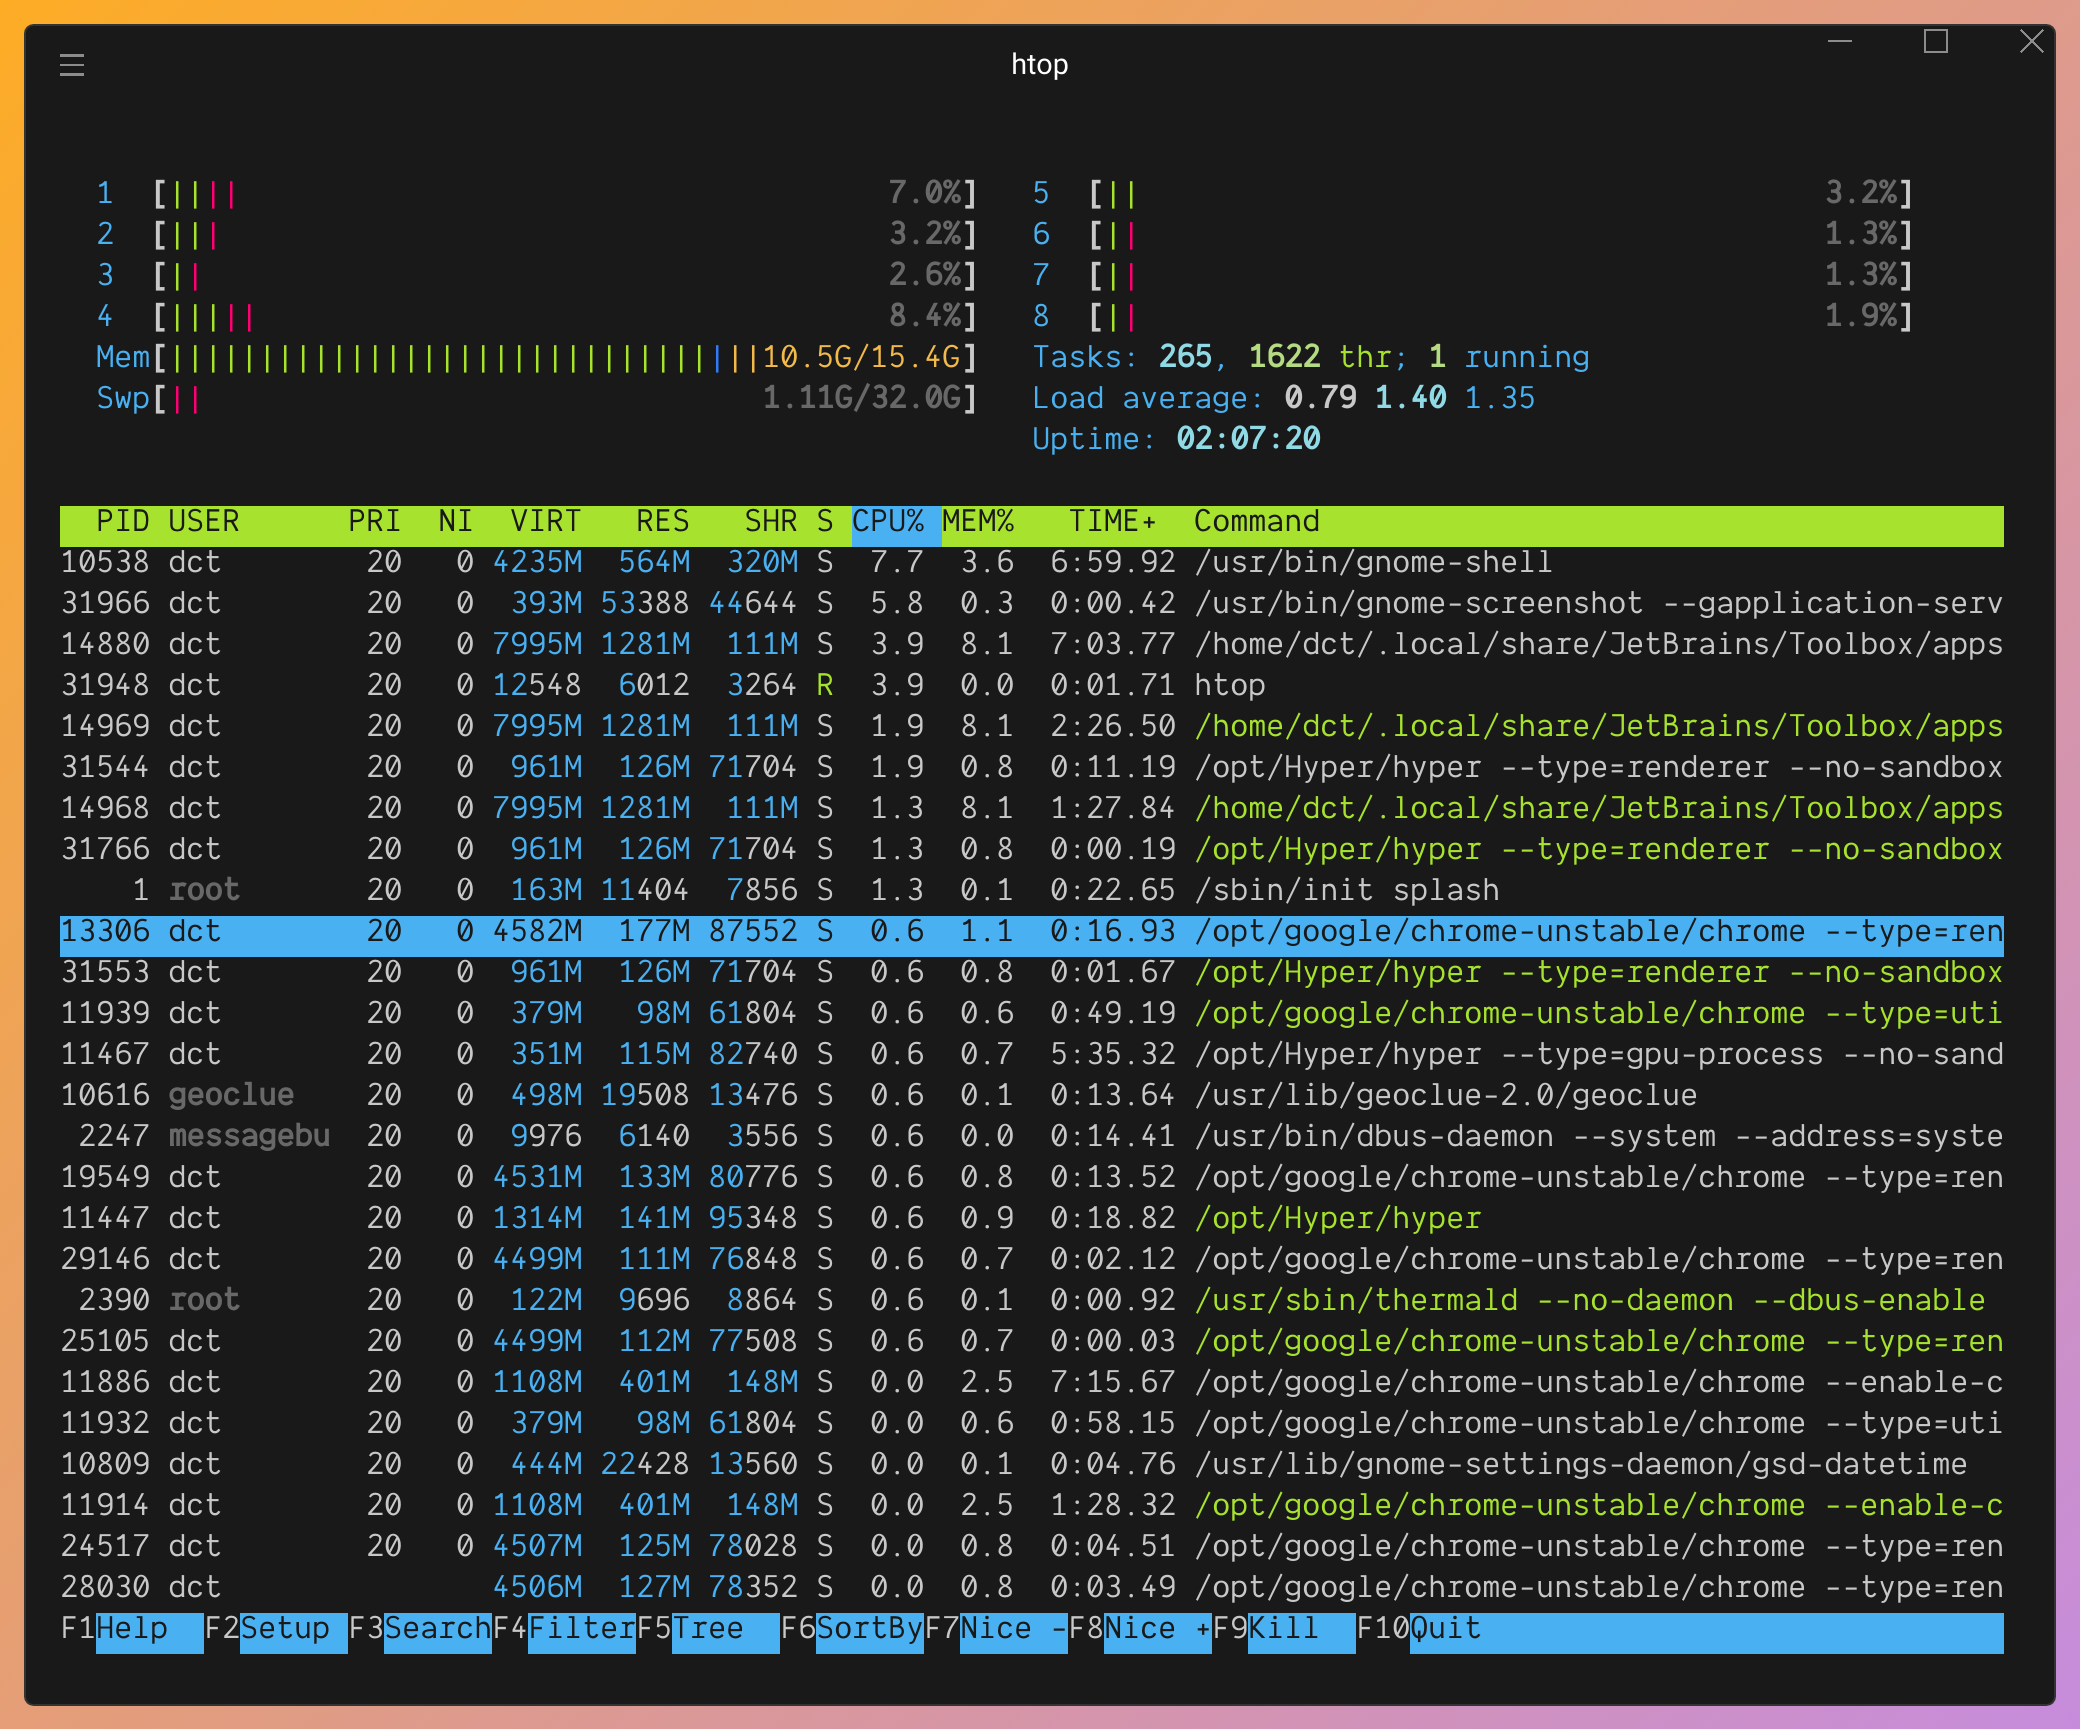 htop
1 [|||| 7.0%] 5 [|| 3.2%]
2 [||| 3.2%] 6 [|| 1.3%]
3 [|| 2.6%] 7 [|| 1.3%]
4 [||||| 8.4%] 8 [|| 1.9%]
Mem[|||||||||||||||||||||||||||||||||10.5G/15.4G] Tasks: 265, 1622 thr; 1 running
Swp[|| 1.11G/32.0G] Load average: 0.79 1.40 1.35
Uptime: 02:07:20
PID USER PRI NI VIRT RES SHR S CPU% MEM% TIME+ Command
10538 dct 20 0 4235M 564M 320M S 7.7 3.6 6:59.92 /usr/bin/gnome-shell
31966 dct 20 0 393M 53388 44644 S 5.8 0.3 0:00.42 /usr/bin/gnome-screenshot --gapplication-serv
14880 dct 20 0 7995M 1281M 111M S 3.9 8.1 7:03.77 /home/dct/.local/share/JetBrains/Toolbox/apps
31948 dct 20 0 12548 6012 3264 R 3.9 0.0 0:01.71 htop
14969 dct 20 0 7995M 1281M 111M S 1.9 8.1 2:26.50 /home/dct/.local/share/JetBrains/Toolbox/apps
31544 dct 20 0 961M 126M 71704 S 1.9 0.8 0:11.19 /opt/Hyper/hyper --type=renderer --no-sandbox
14968 dct 20 0 7995M 1281M 111M S 1.3 8.1 1:27.84 /home/dct/.local/share/JetBrains/Toolbox/apps
31766 dct 20 0 961M 126M 71704 S 1.3 0.8 0:00.19 /opt/Hyper/hyper --type=renderer --no-sandbox
1 root 20 0 163M 11404 7856 S 1.3 0.1 0:22.65 /sbin/init splash
13306 dct 20 0 4582M 177M 87552 S 0.6 1.1 0:16.93 /opt/google/chrome-unstable/chrome --type=ren
31553 dct 20 0 961M 126M 71704 S 0.6 0.8 0:01.67 /opt/Hyper/hyper --type=renderer --no-sandbox
11939 dct 20 0 379M 98M 61804 S 0.6 0.6 0:49.19 /opt/google/chrome-unstable/chrome --type=uti
11467 dct 20 0 351M 115M 82740 S 0.6 0.7 5:35.32 /opt/Hyper/hyper --type=gpu-process --no-sand
10616 geoclue 20 0 498M 19508 13476 S 0.6 0.1 0:13.64 /usr/lib/geoclue-2.0/geoclue
2247 messagebu 20 0 9976 6140 3556 S 0.6 0.0 0:14.41 /usr/bin/dbus-daemon --system --address=syste
19549 dct 20 0 4531M 133M 80776 S 0.6 0.8 0:13.52 /opt/google/chrome-unstable/chrome --type=ren
11447 dct 20 0 1314M 141M 95348 S 0.6 0.9 0:18.82 /opt/Hyper/hyper
29146 dct 20 0 4499M 111M 76848 S 0.6 0.7 0:02.12 /opt/google/chrome-unstable/chrome --type=ren
2390 root 20 0 122M 9696 8864 S 0.6 0.1 0:00.92 /usr/sbin/thermald --no-daemon --dbus-enable
25105 dct 20 0 4499M 112M 77508 S 0.6 0.7 0:00.03 /opt/google/chrome-unstable/chrome --type=ren
11886 dct 20 0 1108M 401M 148M S 0.0 2.5 7:15.67 /opt/google/chrome-unstable/chrome --enable-c
11932 dct 20 0 379M 98M 61804 S 0.0 0.6 0:58.15 /opt/google/chrome-unstable/chrome --type=uti
10809 dct 20 0 444M 22428 13560 S 0.0 0.1 0:04.76 /usr/lib/gnome-settings-daemon/gsd-datetime
11914 dct 20 0 1108M 401M 148M S 0.0 2.5 1:28.32 /opt/google/chrome-unstable/chrome --enable-c
24517 dct 20 0 4507M 125M 78028 S 0.0 0.8 0:04.51 /opt/google/chrome-unstable/chrome --type=ren
28030 dct 4506M 127M 78352 S 0.0 0.8 0:03.49 /opt/google/chrome-unstable/chrome --type=ren
F1Help F2Setup F3SearchF4FilterF5Tree F6SortByF7Nice -F8Nice +F9Kill F10Quit